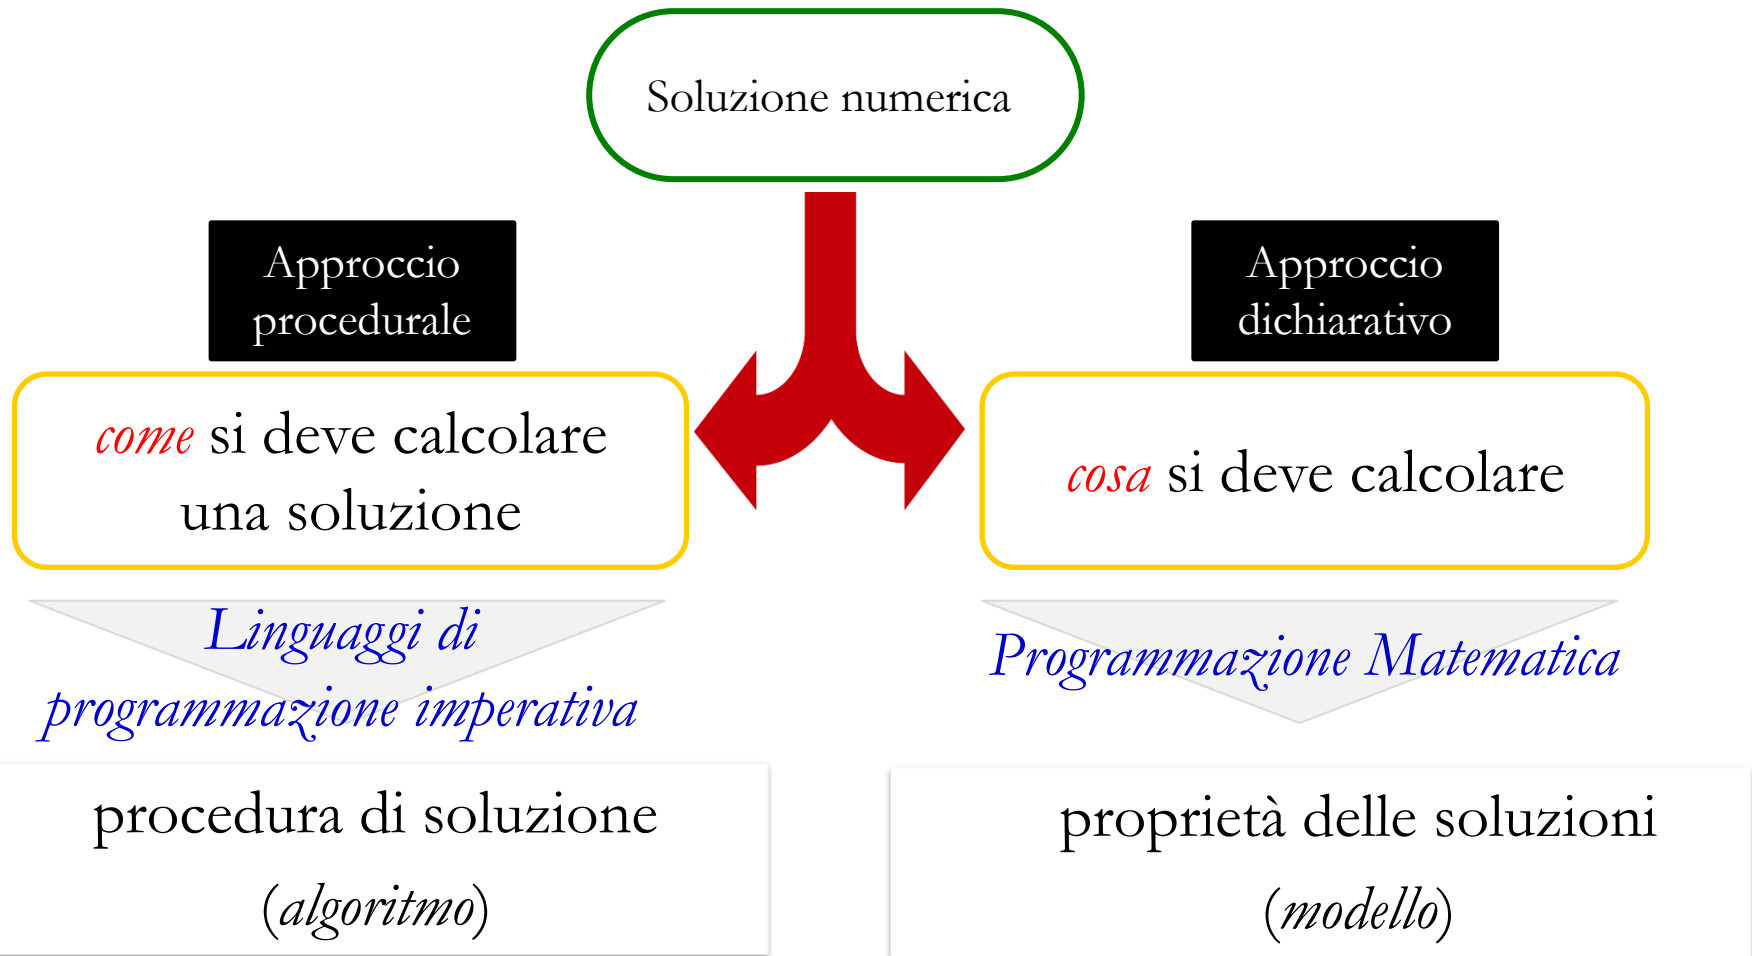 Soluzione numerica
Approccio
procedurale
come si deve calcolare
una soluzione
Linguaggi di
programmazione imperativa
procedura di soluzione
(algoritmo)
Approccio
dichiarativo
cosa si deve calcolare
Programmazione Matematica
proprietà delle soluzioni
(modello)